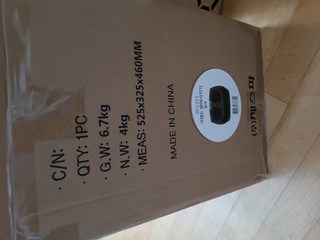 · C/N:
· QTY: 1PC
· G.W: 6.7kg
· N.W: 4kg
· MEAS: 525x325x460MM
MADE IN CHINA